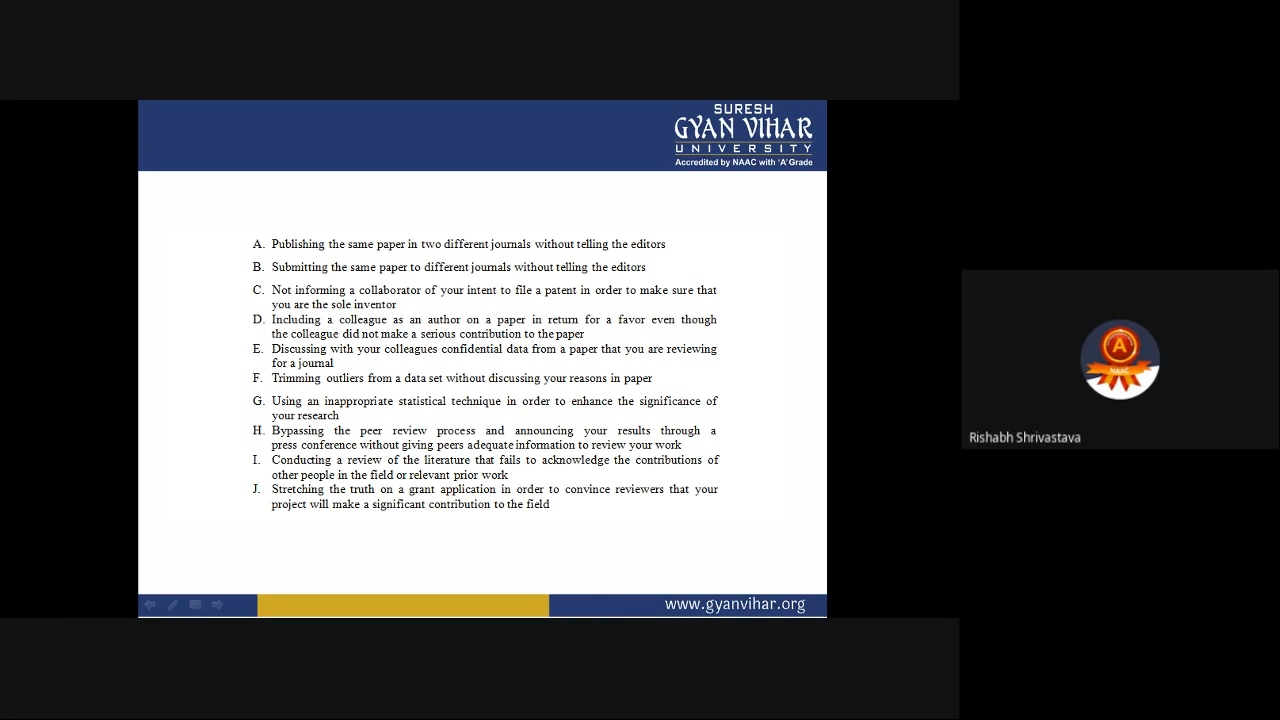 SURESH
GYAN VIHAR
UNIVERSITY
Accredited by NAAC with 'A' Grade
A. Publishing the same paper in two different journals without telling the editors
B. Submitting the same paper to different journals without telling the editors
C. Not informing a collaborator of your intent to file a patent in order to make sure that
you are the sole inventor
D. Including a colleague as an author on a paper in return for a favor even though
the colleague did not make a serious contribution to the paper
E. Discussing with your colleagues confidential data from a paper that you are reviewing
for a journal
F. Trimming outliers from a data set without discussing your reasons in paper
G. Using an inappropriate statistical technique in order to enhance the significance of
your research
H. Bypassing the peer review process and announcing your results through a
press conference without giving peers adequate information to review your work
I. Conducting a review of the literature that fails to acknowledge the contributions of
other people in the field or relevant prior work
J. Stretching the truth on a grant application in order to convince reviewers that your
project will make a significant contribution to the field
www.gyanvihar.org
A
NAAC
Rishabh Shrivastava